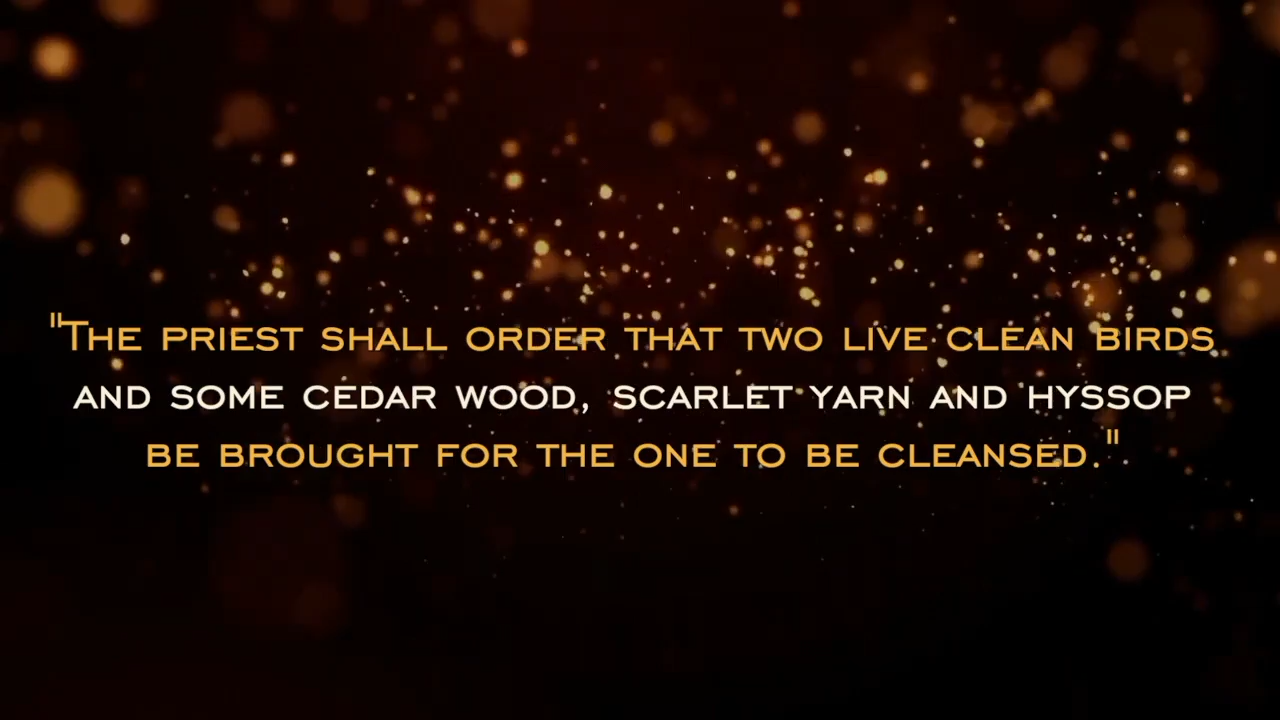 "The priest shall order that two live clean birds
and some cedar wood, scarlet yarn and hyssop
be brought for the one to be cleansed."